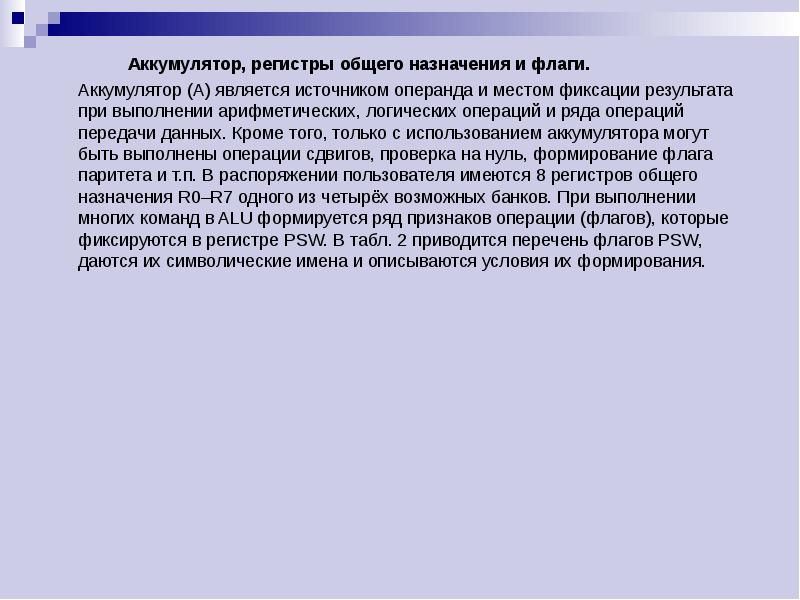 Аккумулятор, регистры общего назначения и флаги.
Аккумулятор (А) является источником операнда и местом фиксации результата
при выполнении арифметических, логических операций и ряда операций
передачи данных. Кроме того, только с использованием аккумулятора могут
быть выполнены операции сдвигов, проверка на нуль, формирование флага
паритета и т.п. В распоряжении пользователя имеются 8 регистров общего
назначения R0–R7 одного из четырёх возможных банков. При выполнении
многих команд в ALU формируется ряд признаков операции (флагов), которые
фиксируются в регистре PSW. В табл. 2 приводится перечень флагов PSW,
даются их символические имена и описываются условия их формирования.